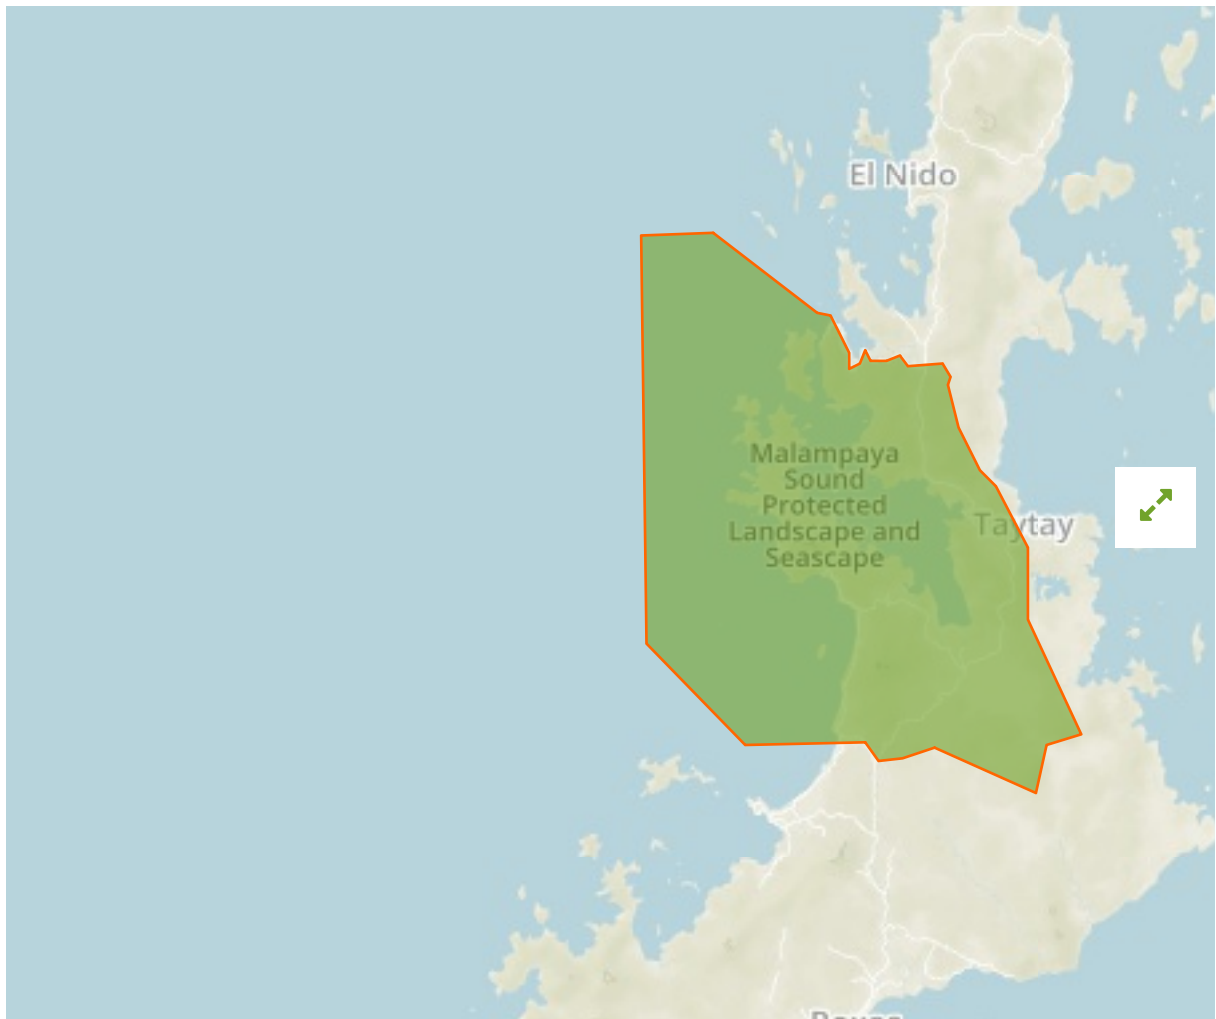 El Nido
Malampaya
Sound
Protected
Landscape and
Seascape
Taytay